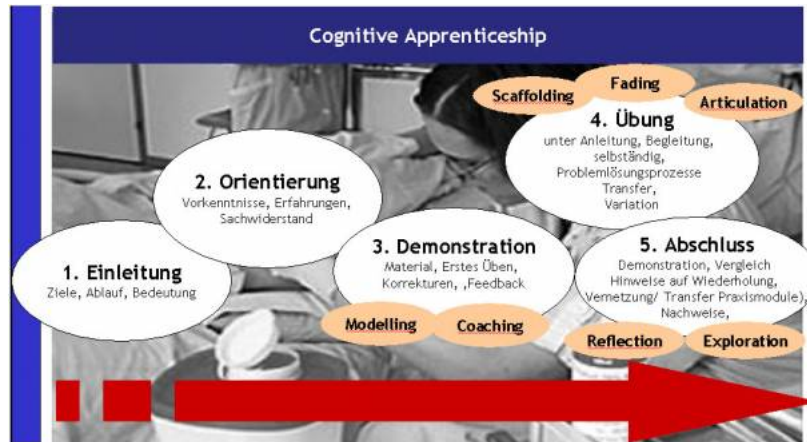 Cognitive Apprenticeship
1. Einleitung
Ziele, Ablauf, Bedeutung
2. Orientierung
Vorkenntnisse, Erfahrungen,
Sachwiderstand
3. Demonstration
Material, Erstes Üben,
Korrekturen, ,Feedback
Modelling
Coaching
Scaffolding
Fading
Articulation
4. Übung
unter Anleitung, Begleitung,
selbständig,
Problemlösungsprozesse
Transfer,
Variation
5. Abschluss
Demonstration, Vergleich
Hinweise auf Wiederholung,
Vernetzung/ Transfer Praxismodule),
Nachweise,
Reflection
Exploration